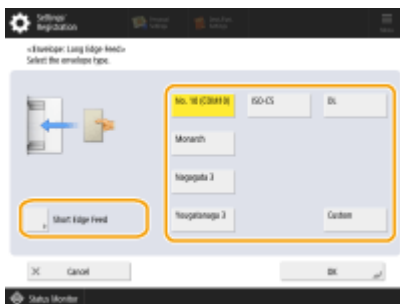 Settings/
Registration
<Envelope: Long Edge Feed>
Select the envelope type.
No. 10 (COM10)
ISO-C5
DL
Monarch
Nagagata 3
Yougatanaga 3
Custom
Short Edge Feed
Cancel
OK
Status Monitor